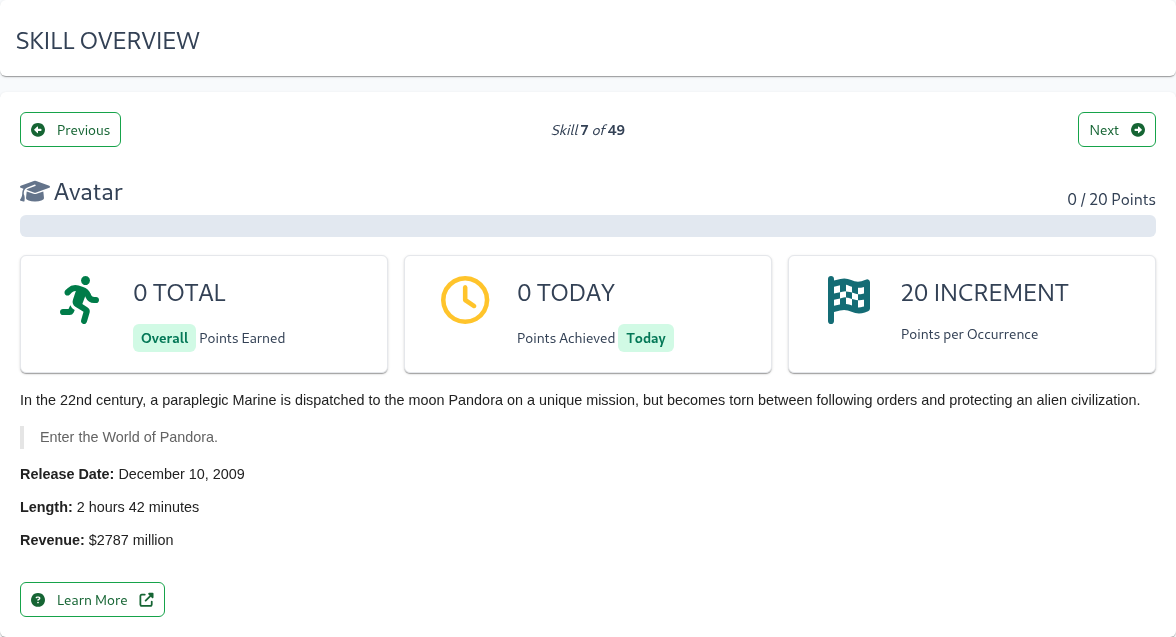 SKILL OVERVIEW
Previous
Skill 7 of 49
Next
Avatar
0 / 20 Points
0 TOTAL
Overall Points Earned
0 TODAY
Points Achieved Today
20 INCREMENT
Points per Occurrence
In the 22nd century, a paraplegic Marine is dispatched to the moon Pandora on a unique mission, but becomes torn between following orders and protecting an alien civilization.
Enter the World of Pandora.
Release Date: December 10, 2009
Length: 2 hours 42 minutes
Revenue: $2787 million
Learn More